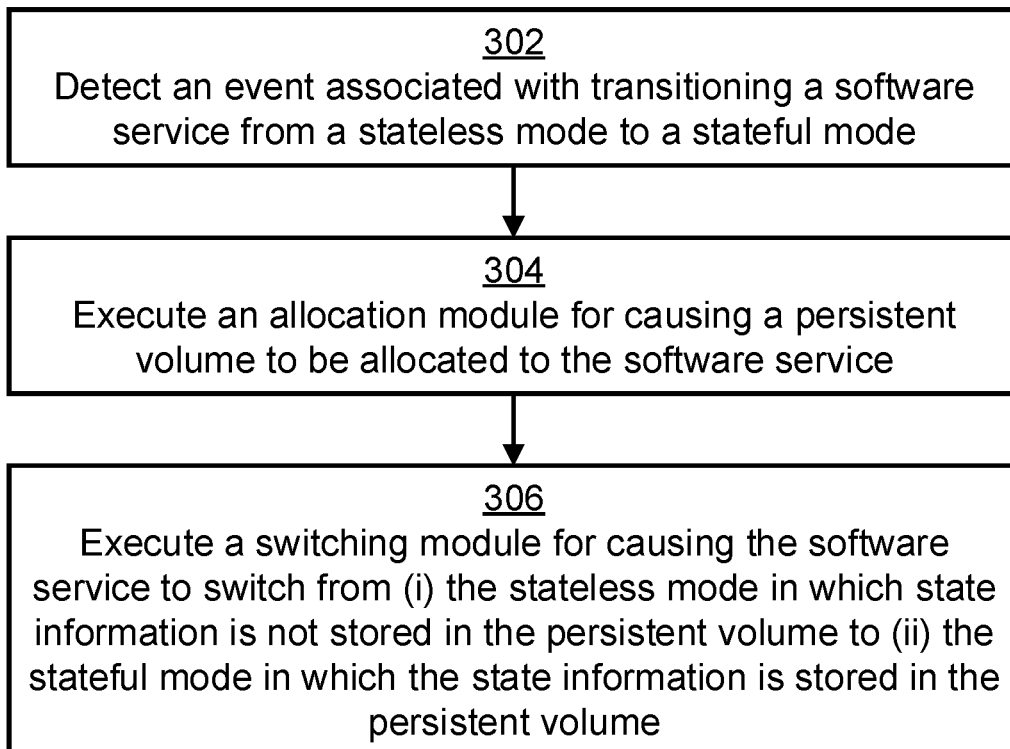 302
Detect an event associated with transitioning a software
service from a stateless mode to a stateful mode
304
Execute an allocation module for causing a persistent
volume to be allocated to the software service
306
Execute a switching module for causing the software
service to switch from (i) the stateless mode in which state
information is not stored in the persistent volume to (ii) the
stateful mode in which the state information is stored in the
persistent volume